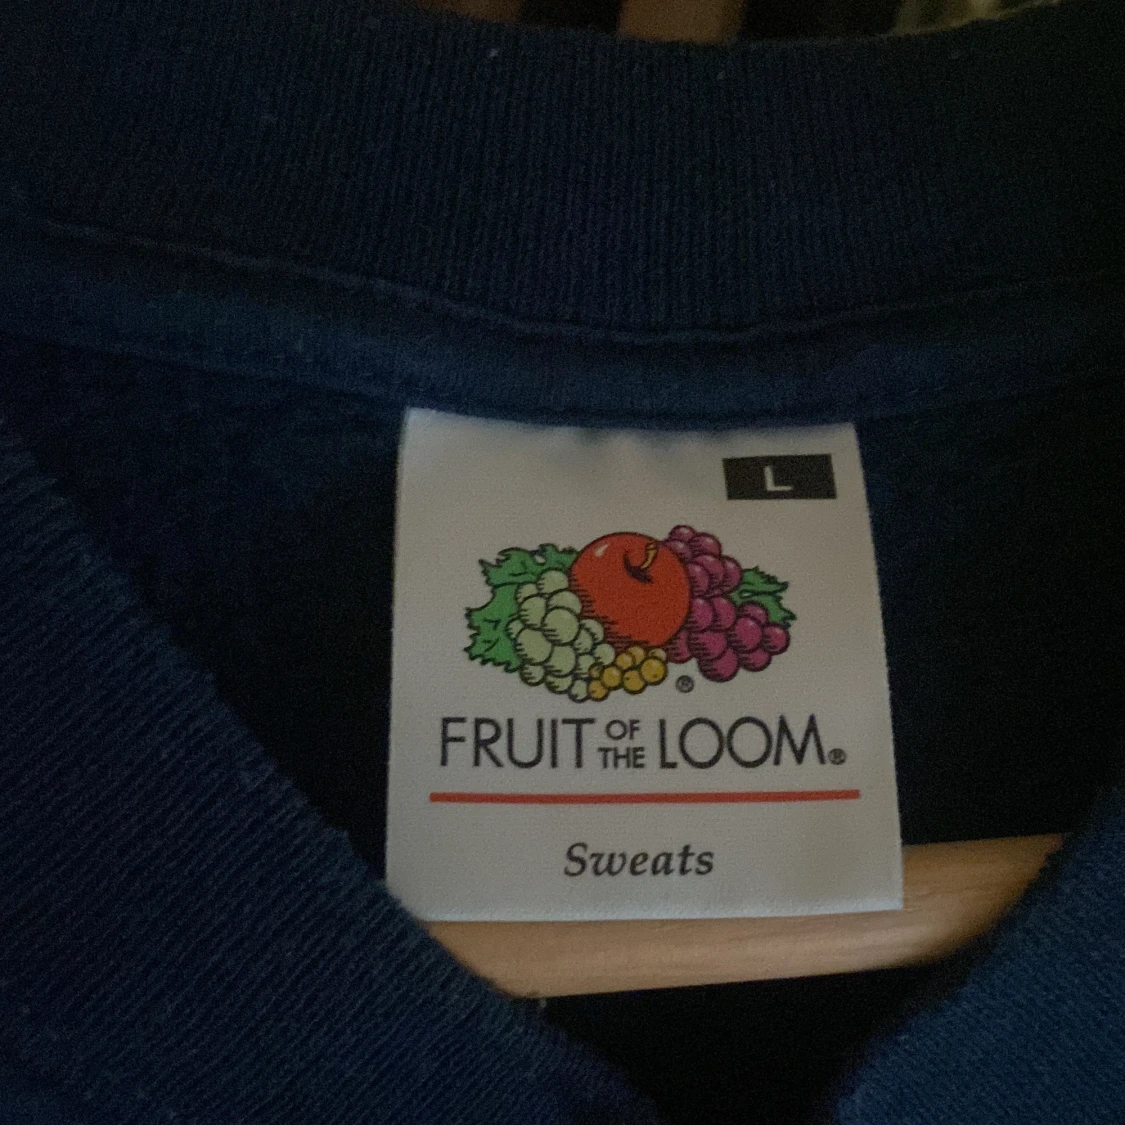 L
®
FRUIT OF THE LOOM®
Sweats